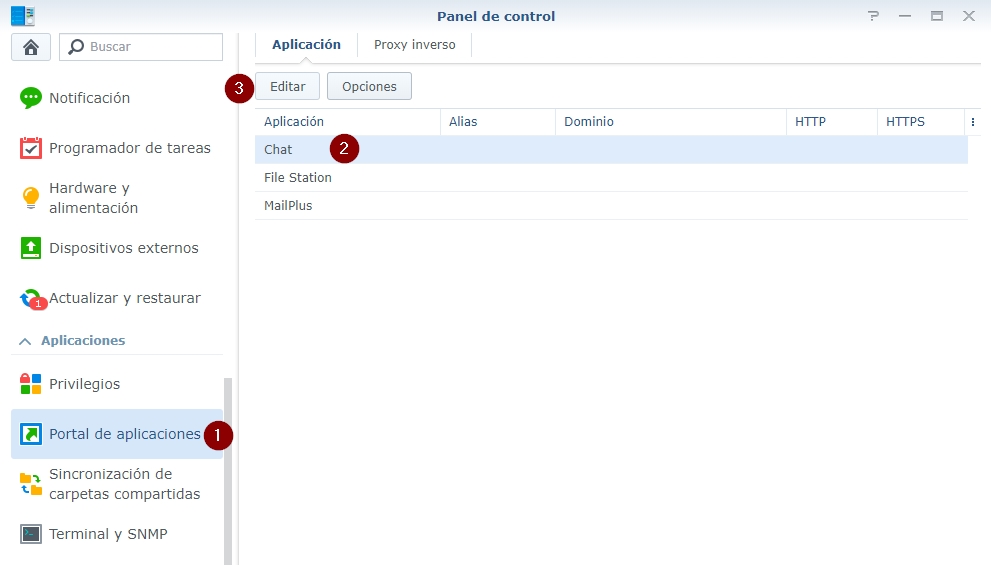 Panel de control
Buscar
Notificación
Programador de tareas
Hardware y
alimentación
Dispositivos externos
1
Actualizar y restaurar
Aplicaciones
Privilegios
Portal de aplicaciones
1
Sincronización de
carpetas compartidas
Terminal y SNMP
Aplicación
Proxy inverso
3
Editar
Opciones
Aplicación Alias Dominio HTTP HTTPS
Chat
2
File Station
MailPlus